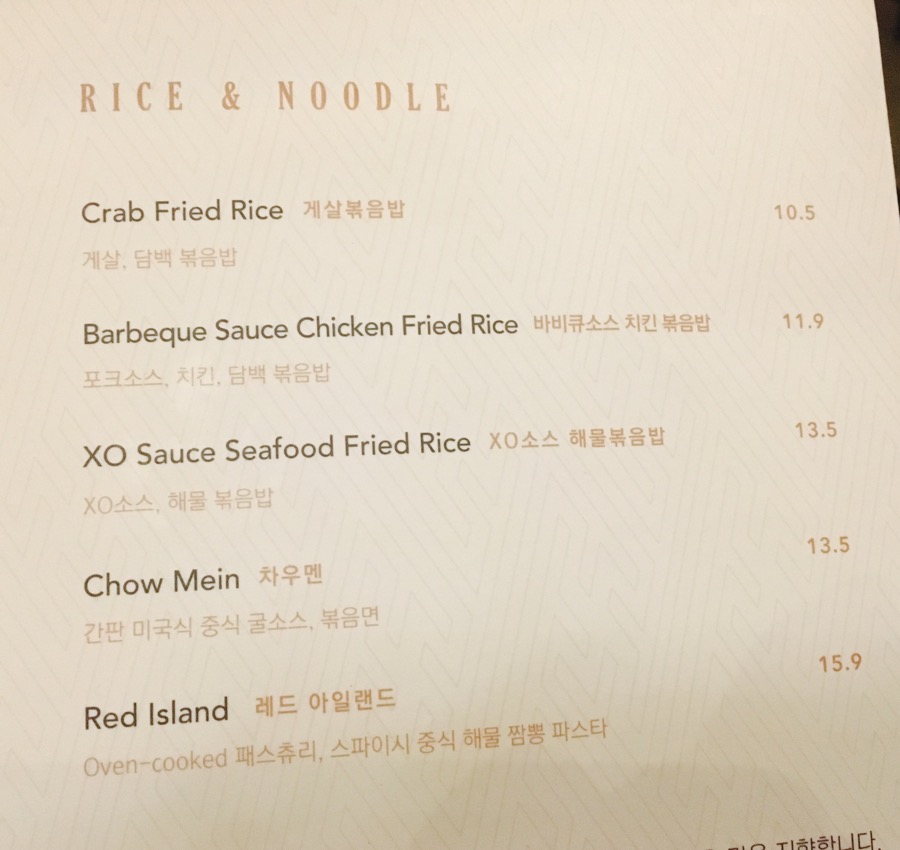 RICE & NOODLE
Crab Fried Rice 게살볶음밥 10.5
게살, 담백 볶음밥
Barbeque Sauce Chicken Fried Rice 바비큐소스 치킨 볶음밥 11.9
포크소스, 치킨, 담백 볶음밥
XO Sauce Seafood Fried Rice XO소스 해물볶음밥 13.5
XO소스, 해물 볶음밥
Chow Mein 차우멘 13.5
간판 미국식 중식 굴소스, 볶음면
Red Island 레드 아일랜드 15.9
Oven-cooked 패스츄리, 스파이시 중식 해물 짬뽕 파스타
지향합니다.